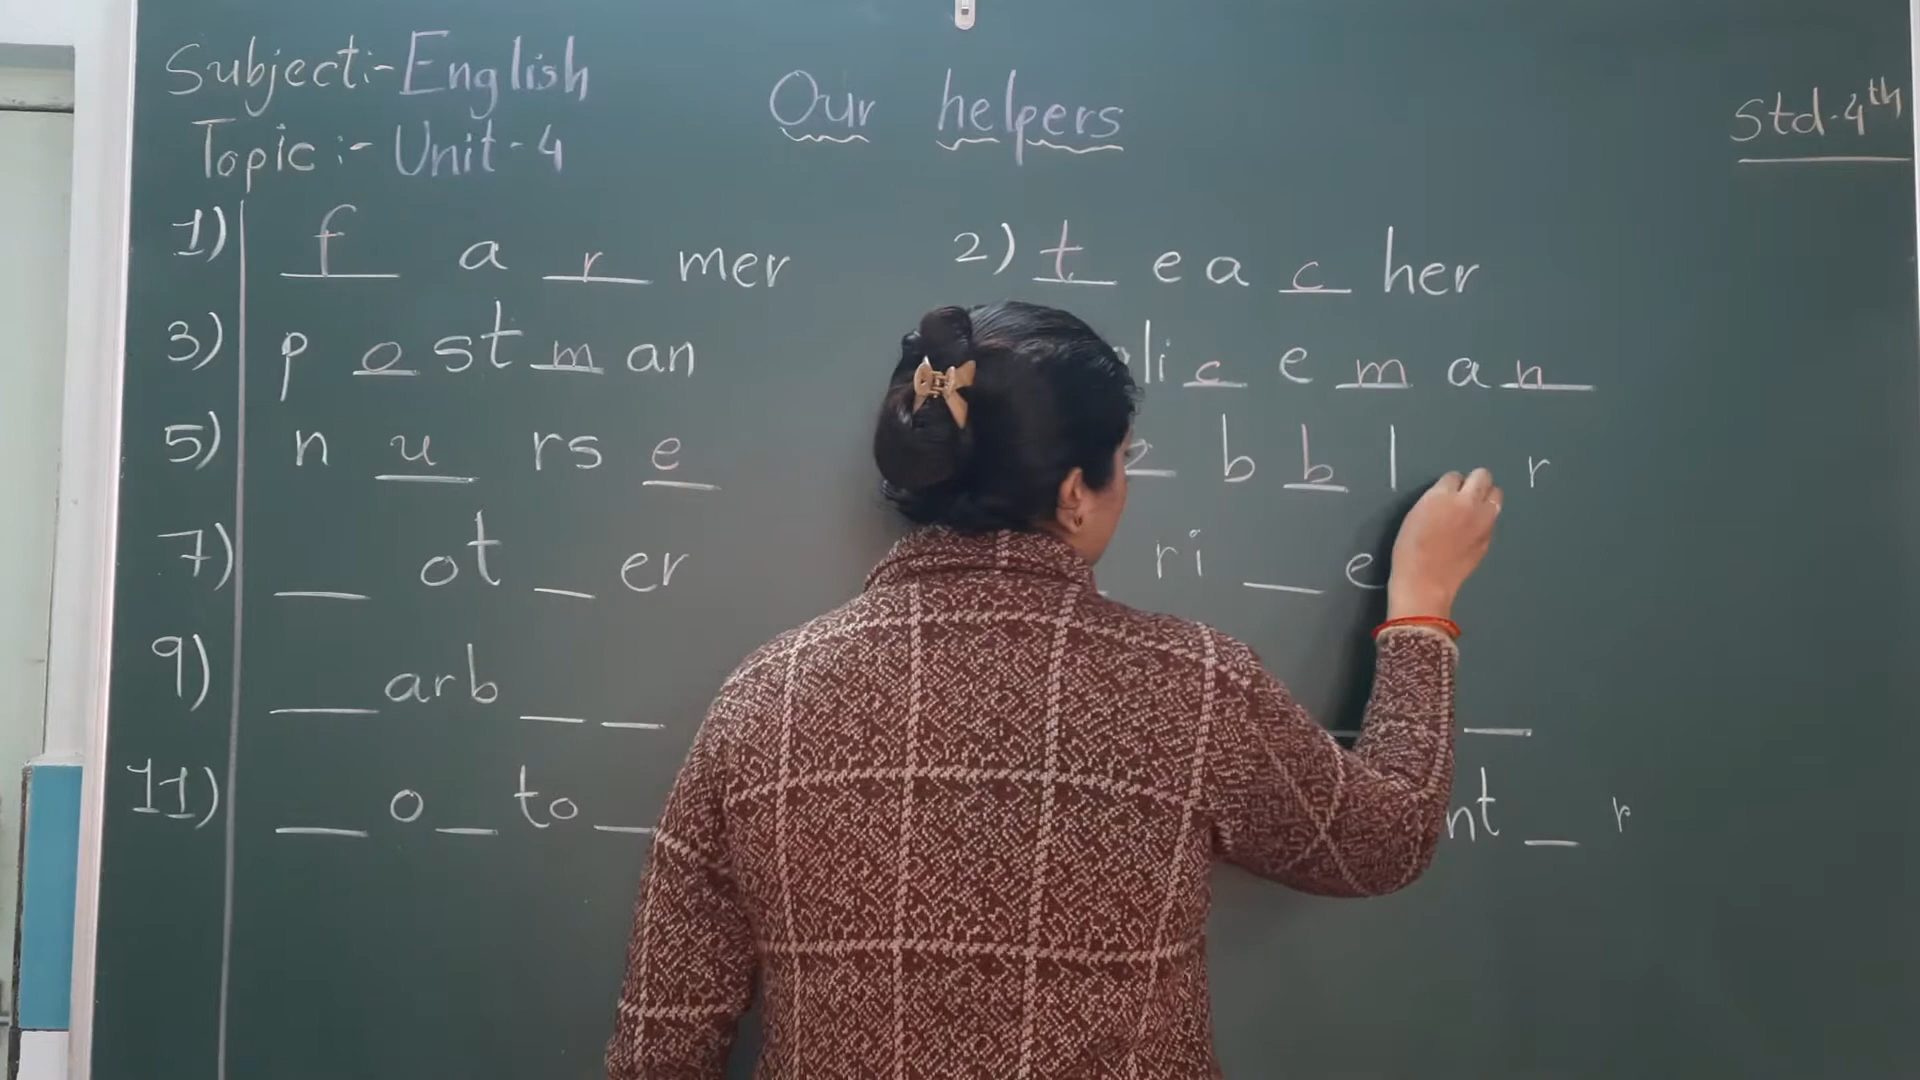 Subject:- English
Our helpers
Std.4th
Topic:- Unit-4
1) f a r mer
2) t e a c her
3) p o st m an
li c e m a n
5) n u rs e
b b l r
7) __ ot __ er
ri __ e
9) __ arb __ __
11) __ o __ to __
nt __ r